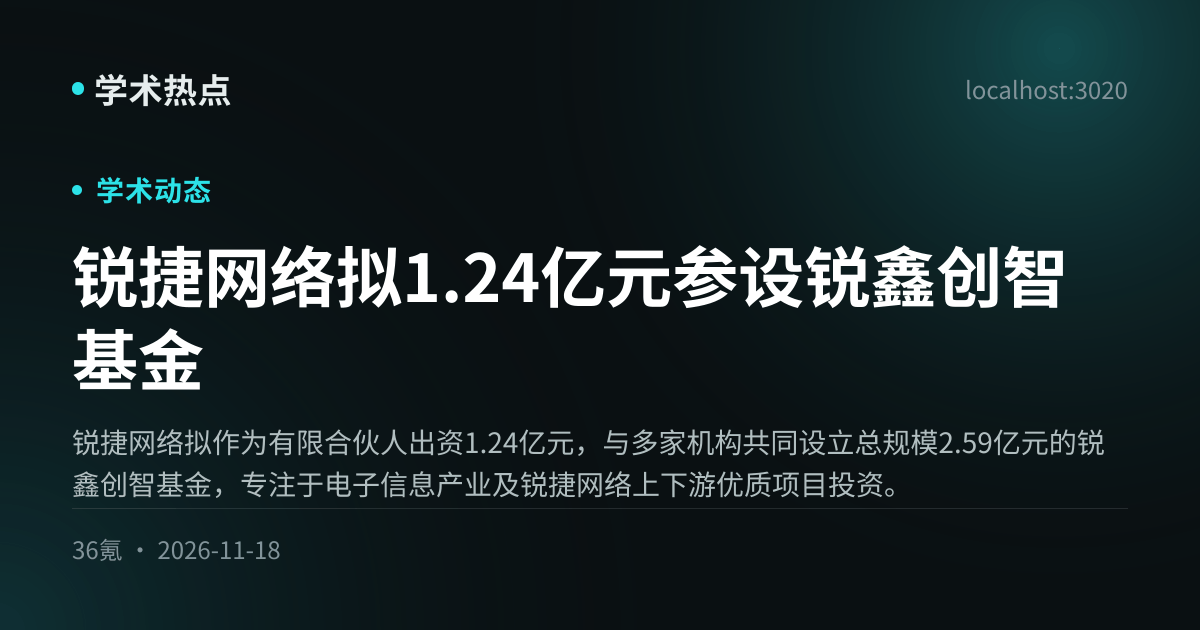 学术热点
localhost:3020
学术动态
锐捷网络拟1.24亿元参设锐鑫创智
基金
锐捷网络拟作为有限合伙人出资1.24亿元，与多家机构共同设立总规模2.59亿元的锐
鑫创智基金，专注于电子信息产业及锐捷网络上下游优质项目投资。
36氪 · 2026-11-18